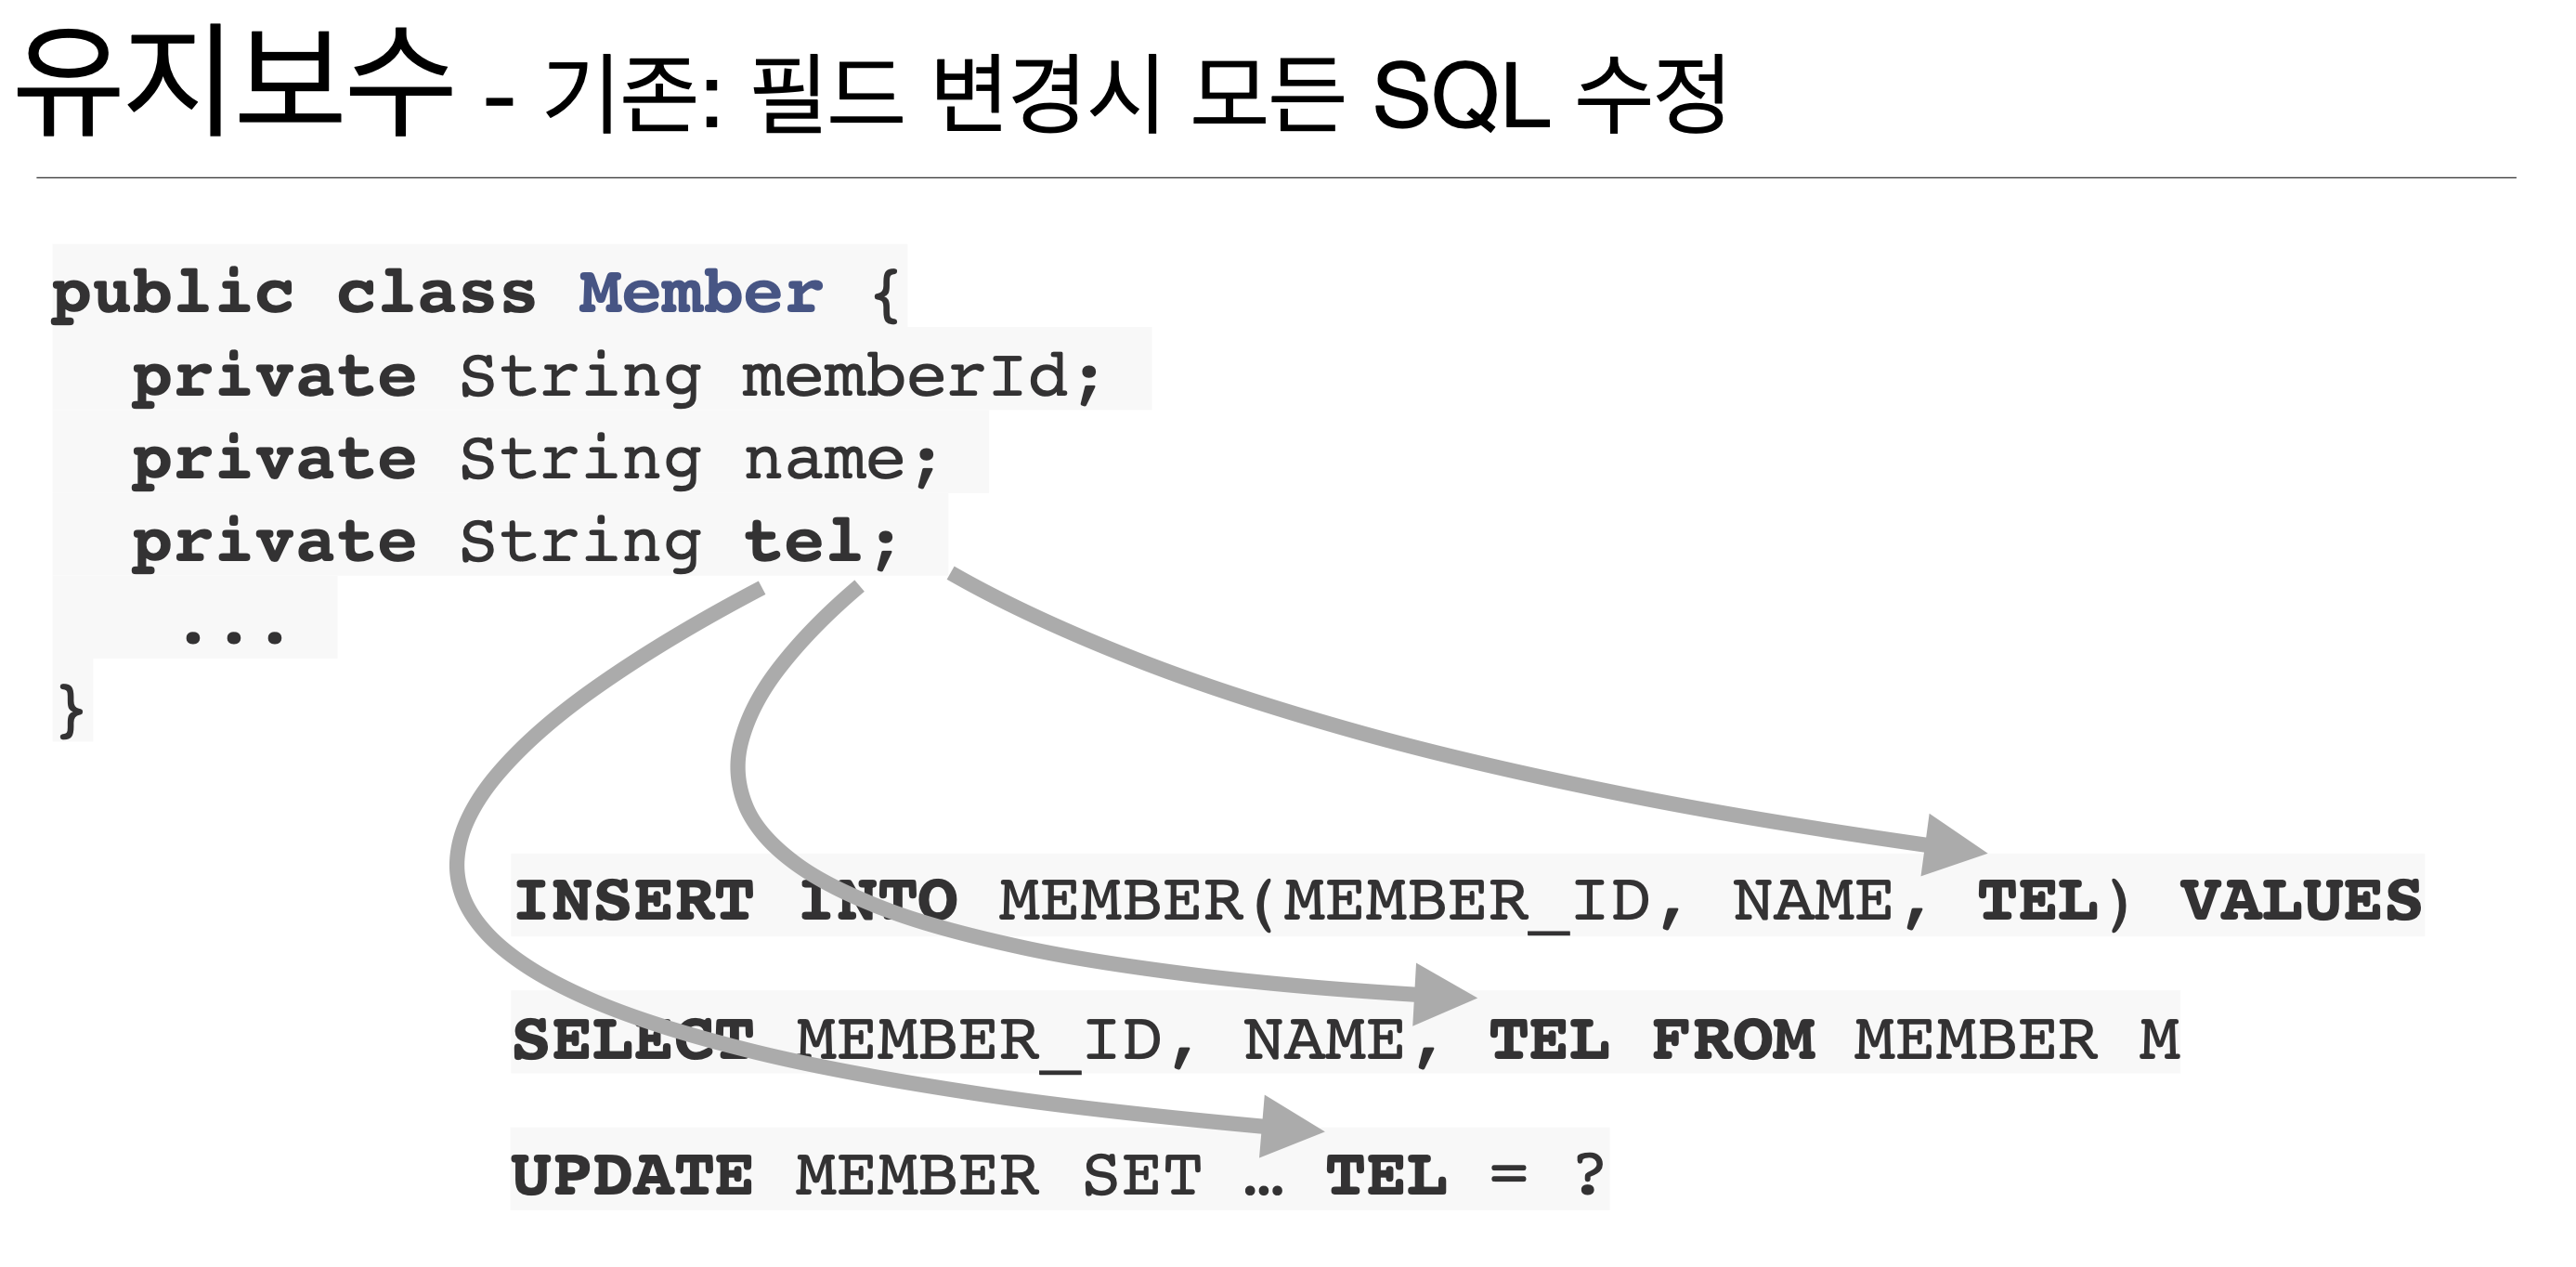 유지보수 - 기존: 필드 변경시 모든 SQL 수정
public class Member {
private String memberId;
private String name;
private String tel;
...
}
INSERT INTO MEMBER(MEMBER_ID, NAME, TEL) VALUES
SELECT MEMBER_ID, NAME, TEL FROM MEMBER M
UPDATE MEMBER SET … TEL = ?